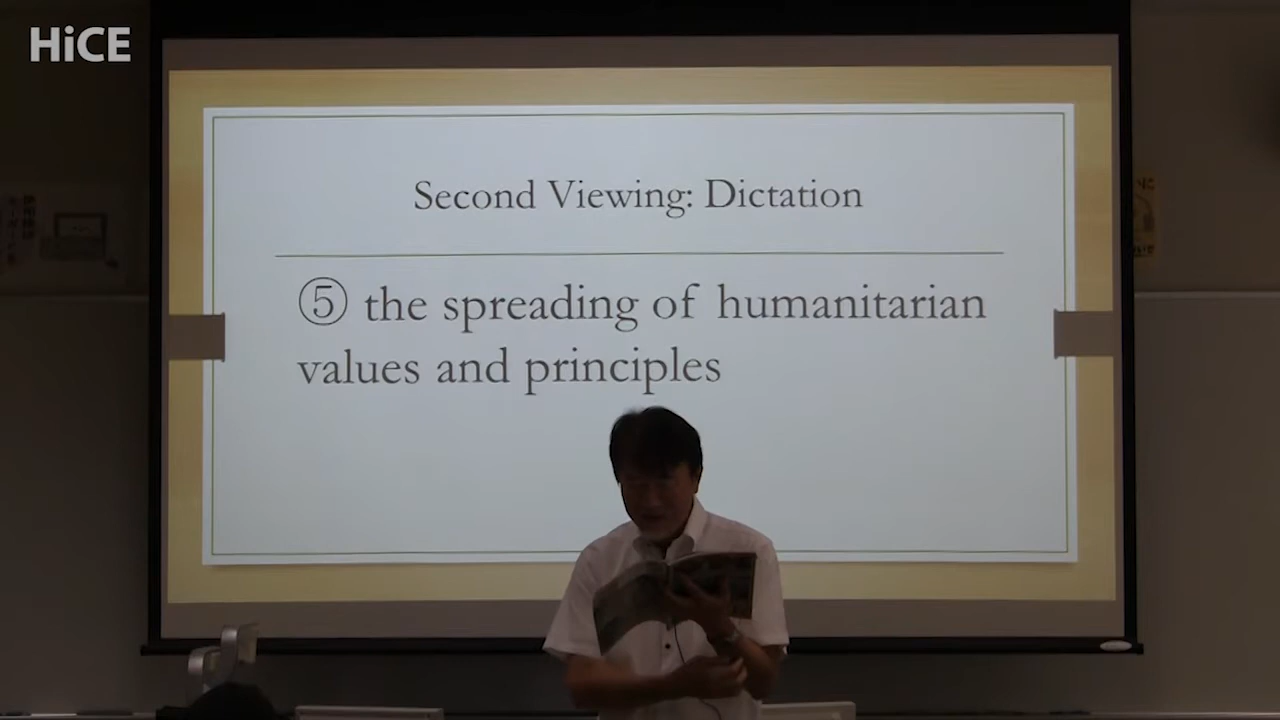 HiCE
Second Viewing: Dictation
⑤ the spreading of humanitarian
values and principles